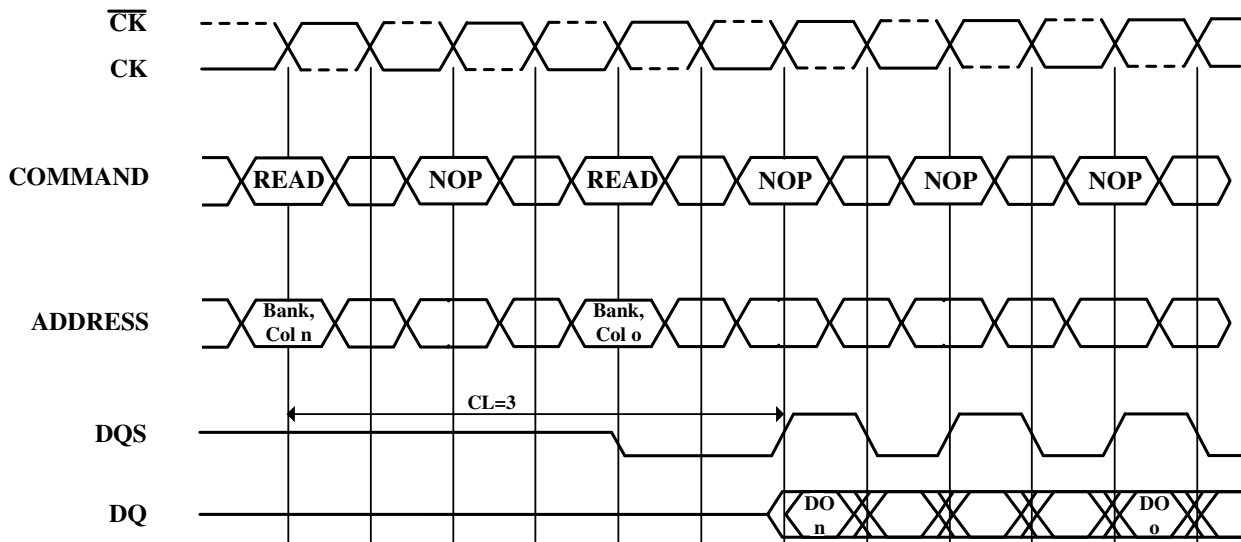 CK
CK
COMMAND
READ
NOP
READ
NOP
NOP
NOP
ADDRESS
Bank,
Col n
Bank,
Col o
CL=3
DQS
DQ
DO
n
DO
o